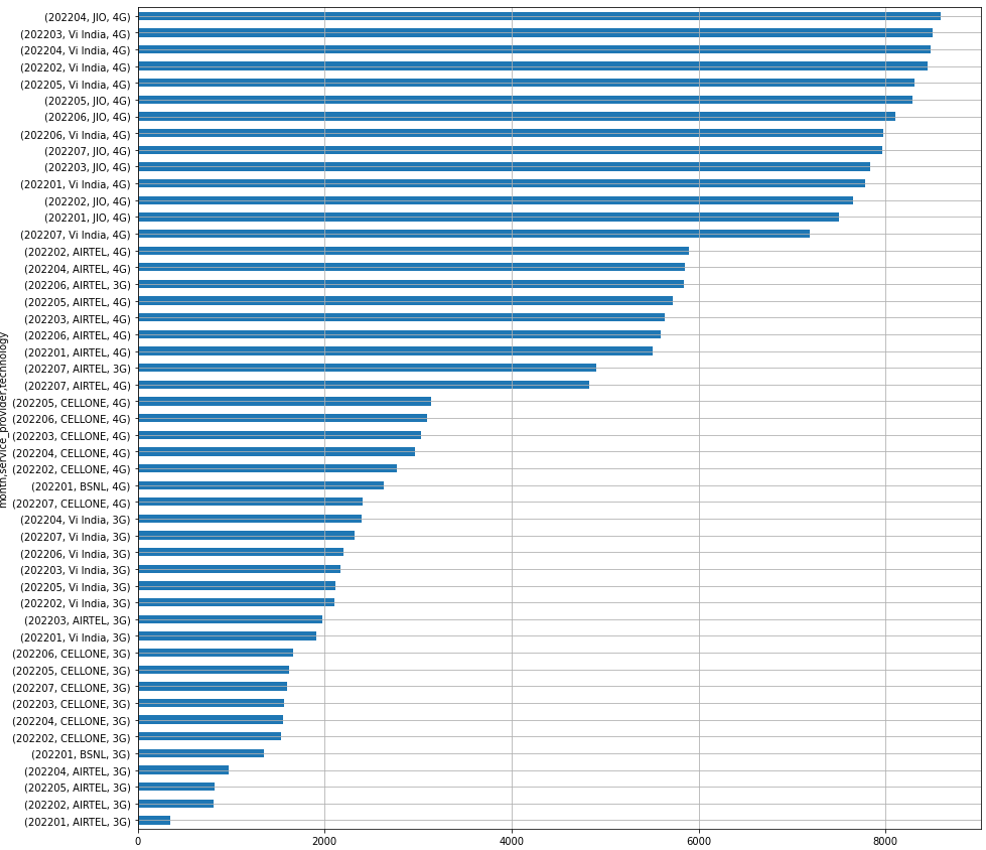 (202204, JIO, 4G)
(202203, Vi India, 4G)
(202204, Vi India, 4G)
(202202, Vi India, 4G)
(202205, Vi India, 4G)
(202205, JIO, 4G)
(202206, JIO, 4G)
(202206, Vi India, 4G)
(202207, JIO, 4G)
(202203, JIO, 4G)
(202201, Vi India, 4G)
(202202, JIO, 4G)
(202201, JIO, 4G)
(202207, Vi India, 4G)
(202202, AIRTEL, 4G)
(202204, AIRTEL, 4G)
(202206, AIRTEL, 3G)
(202205, AIRTEL, 4G)
(202203, AIRTEL, 4G)
(202206, AIRTEL, 4G)
(202201, AIRTEL, 4G)
(202207, AIRTEL, 3G)
(202207, AIRTEL, 4G)
(202205, CELLONE, 4G)
(202206, CELLONE, 4G)
(202203, CELLONE, 4G)
(202204, CELLONE, 4G)
(202202, CELLONE, 4G)
(202201, BSNL, 4G)
(202207, CELLONE, 4G)
(202204, Vi India, 3G)
(202207, Vi India, 3G)
(202206, Vi India, 3G)
(202203, Vi India, 3G)
(202205, Vi India, 3G)
(202202, Vi India, 3G)
(202203, AIRTEL, 3G)
(202201, Vi India, 3G)
(202206, CELLONE, 3G)
(202205, CELLONE, 3G)
(202207, CELLONE, 3G)
(202203, CELLONE, 3G)
(202204, CELLONE, 3G)
(202202, CELLONE, 3G)
(202201, BSNL, 3G)
(202204, AIRTEL, 3G)
(202205, AIRTEL, 3G)
(202202, AIRTEL, 3G)
(202201, AIRTEL, 3G)
month,service_provider,technology
0 2000 4000 6000 8000